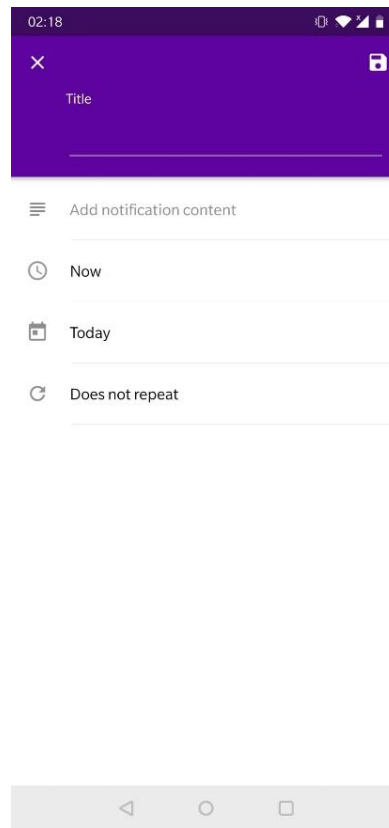 02:18
Title
Add notification content
Now
Today
Does not repeat